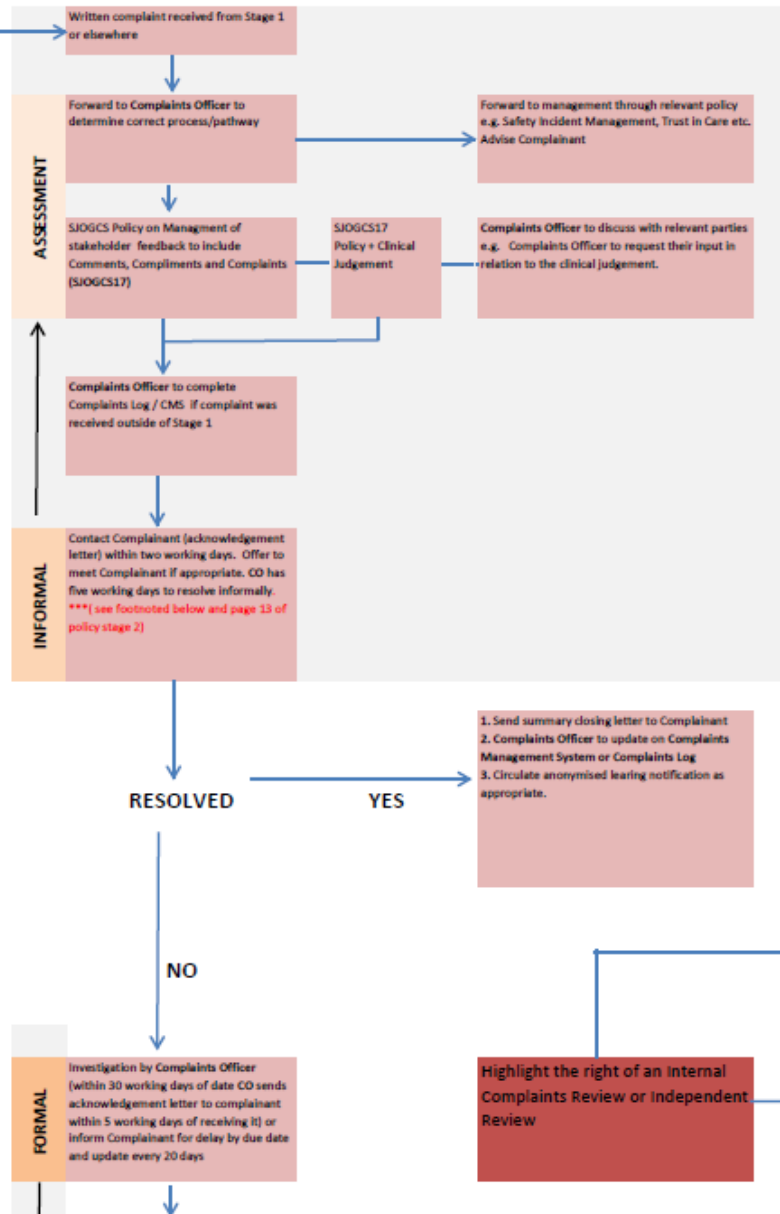 Written complaint received from Stage 1
or elsewhere
ASSESSMENT
Forward to Complaints Officer to
determine correct process/pathway
Forward to management through relevant policy
e.g. Safety Incident Management, Trust in Care etc.
Advise Complainant
SJOGCS Policy on Managment of
stakeholder feedback to include
Comments, Compliments and Complaints
(SJOGCS17)
SJOGCS17
Policy + Clinical
Judgement
Complaints Officer to discuss with relevant parties
e.g. Complaints Officer to request their input in
relation to the clinical judgement.
Complaints Officer to complete
Complaints Log / CMS if complaint was
received outside of Stage 1
INFORMAL
Contact Complainant (acknowledgement
letter) within two working days. Offer to
meet Complainant if appropriate. CO has
five working days to resolve informally.
***( see footnoted below and page 13 of
policy stage 2)
RESOLVED
YES
1. Send summary closing letter to Complainant
2. Complaints Officer to update on Complaints
Management System or Complaints Log
3. Circulate anonymised learing notification as
appropriate.
NO
FORMAL
Investigation by Complaints Officer
(within 30 working days of date CO sends
acknowledgement letter to complainant
within 5 working days of receiving it) or
inform Complainant for delay by due date
and update every 20 days
Highlight the right of an Internal
Complaints Review or Independent
Review